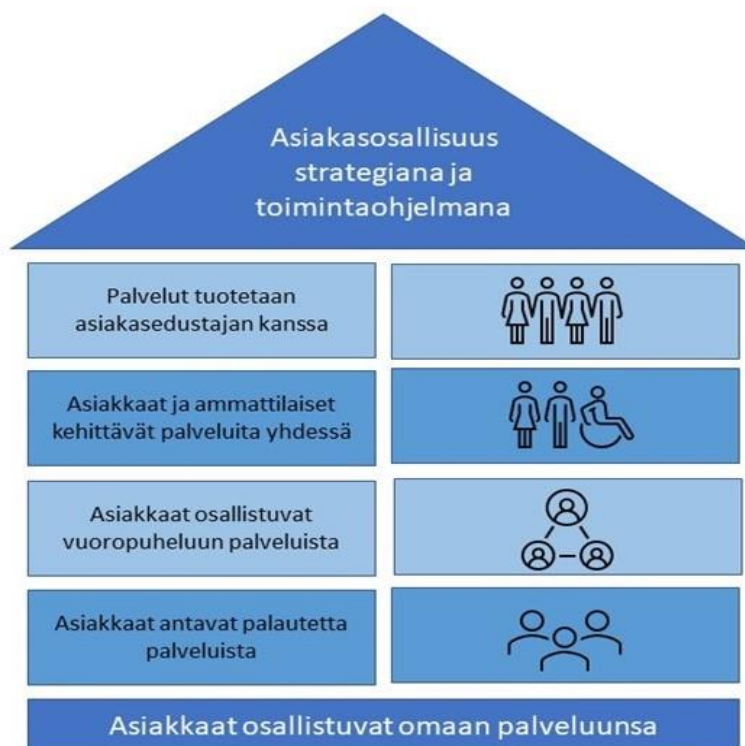 Asiakasosallisuus
strategiana ja
toimintaohjelmana
Palvelut tuotetaan
asiakasedustajan kanssa
Asiakkaat ja ammattilaiset
kehittävät palveluita yhdessä
Asiakkaat osallistuvat
vuoropuheluun palveluista
Asiakkaat antavat palautetta
palveluista
Asiakkaat osallistuvat omaan palveluunsa